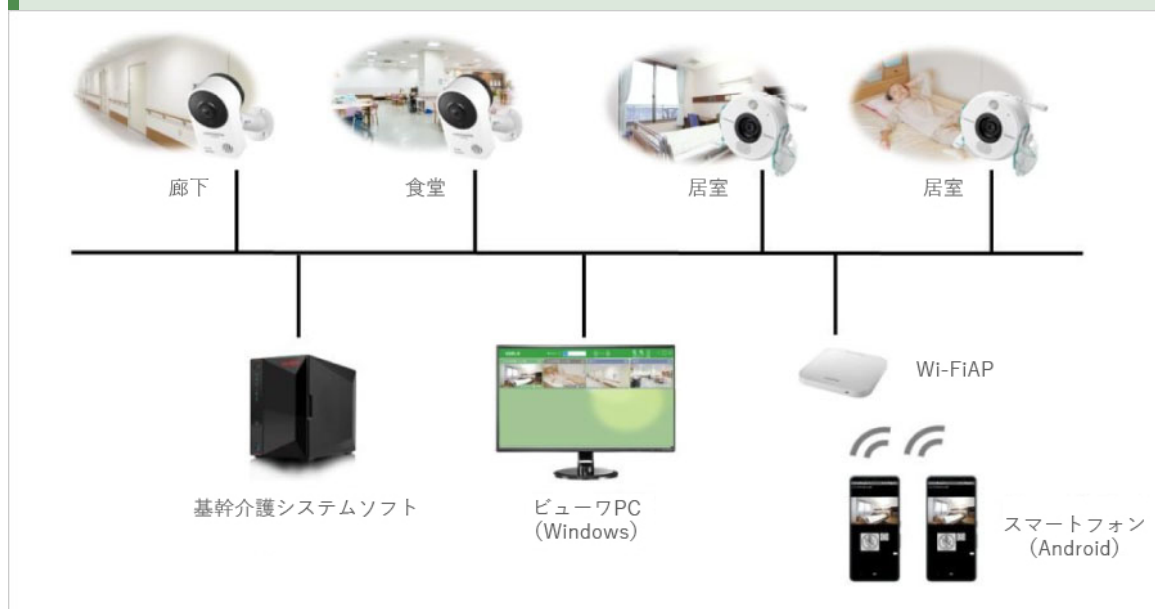 廊下
食堂
居室
居室
基幹介護システムソフト
ビューワPC
(Windows)
Wi-FiAP
スマートフォン
(Android)